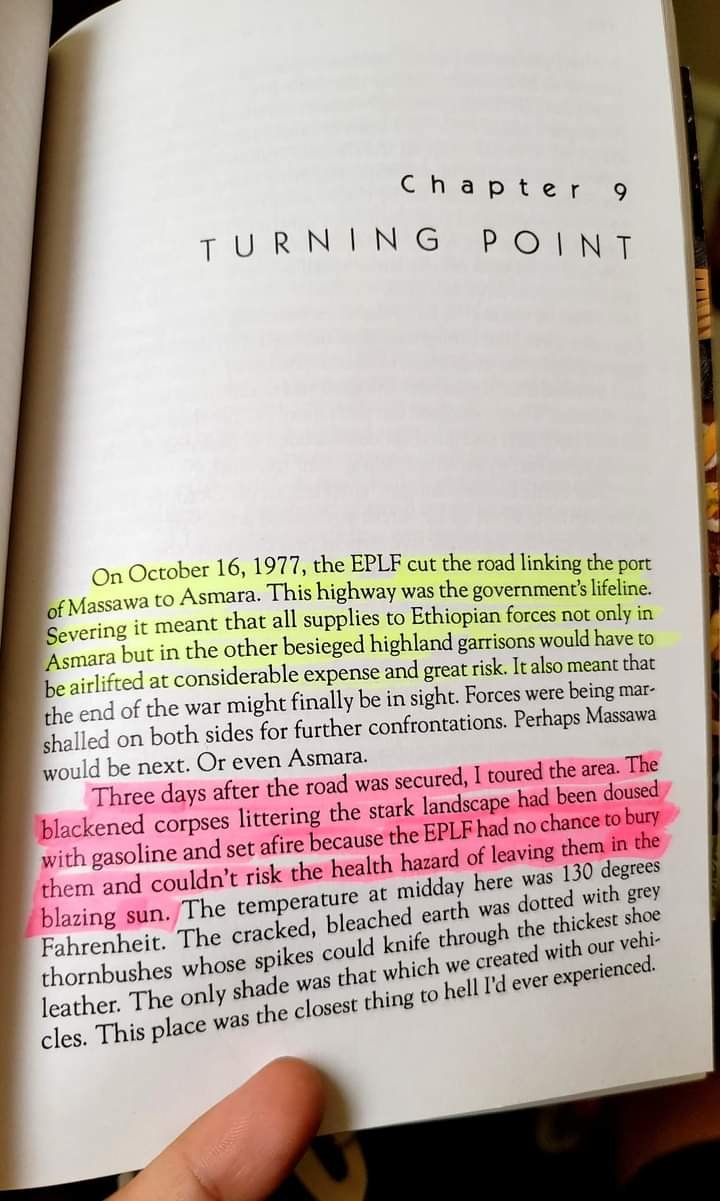 Chapter 9
TURNING POINT
On October 16, 1977, the EPLF cut the road linking the port
of Massawa to Asmara. This highway was the government's lifeline.
Severing it meant that all supplies to Ethiopian forces not only in
Asmara but in the other besieged highland garrisons would have to
be airlifted at considerable expense and great risk. It also meant that
the end of the war might finally be in sight. Forces were being mar-
shalled on both sides for further confrontations. Perhaps Massawa
would be next. Or even Asmara.
Three days after the road was secured, I toured the area. The
blackened corpses littering the stark landscape had been doused
with gasoline and set afire because the EPLF had no chance to bury
them and couldn't risk the health hazard of leaving them in the
blazing sun. The temperature at midday here was 130 degrees
Fahrenheit. The cracked, bleached earth was dotted with grey
thornbushes whose spikes could knife through the thickest shoe
leather. The only shade was that which we created with our vehi-
cles. This place was the closest thing to hell I'd ever experienced.